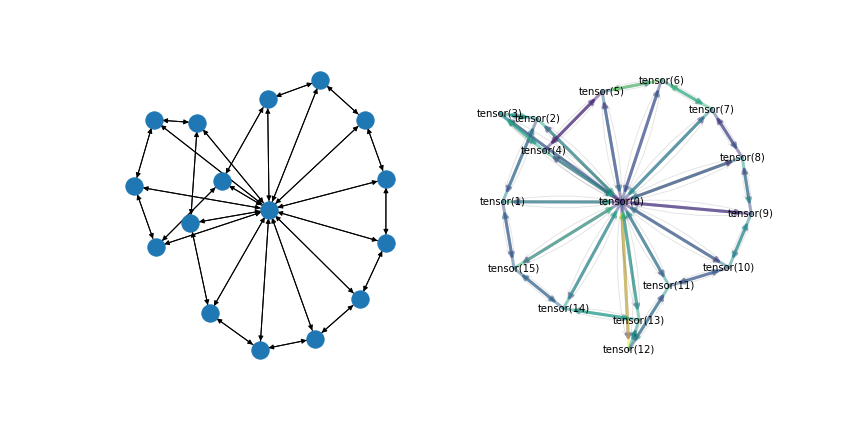 tensor(6)
tensor(5)
tensor(7)
tensor(3)
tensor(2)
tensor(4)
tensor(8)
tensor(1)
tensor(0)
tensor(9)
tensor(15)
tensor(10)
tensor(11)
tensor(14)
tensor(13)
tensor(12)